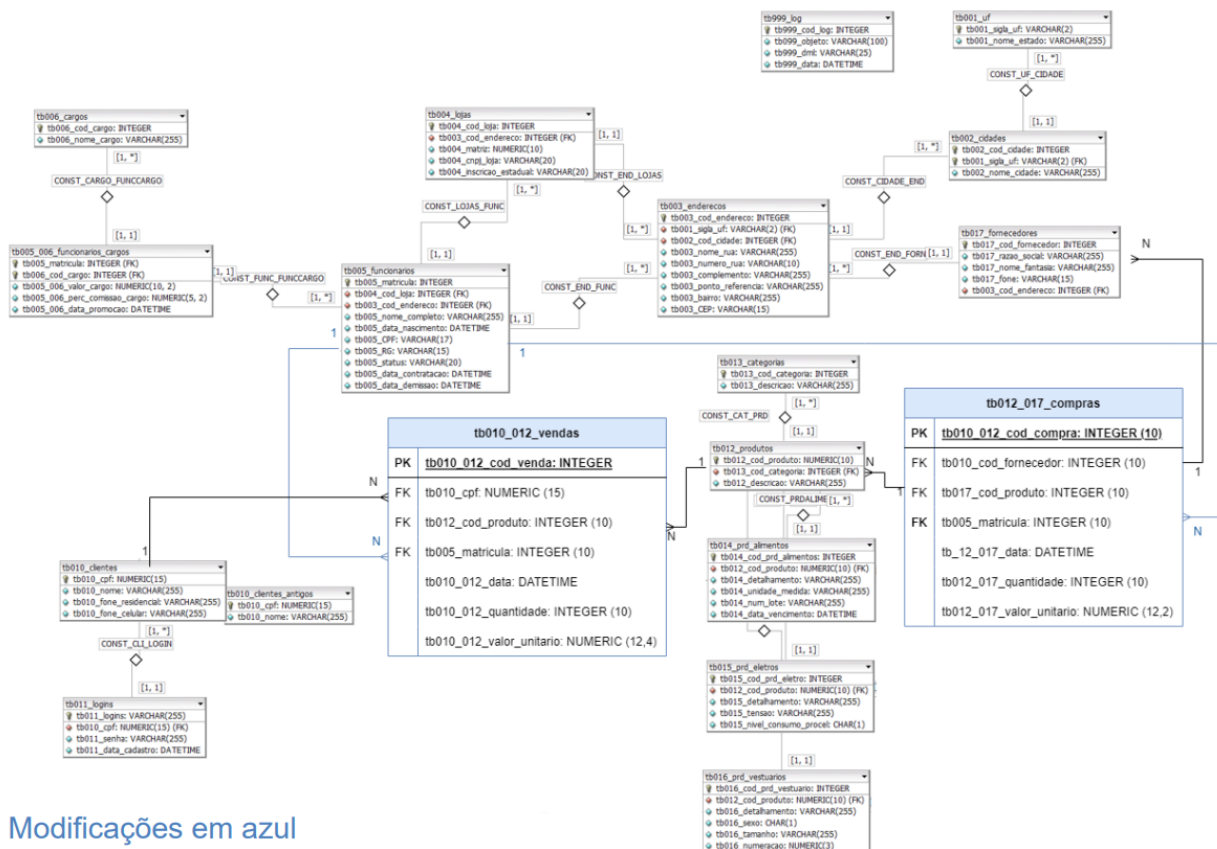 tb999_log
tb999_cod_log: INTEGER
tb099_objeto: VARCHAR(100)
tb999_dml: VARCHAR(25)
tb999_data: DATETIME
tb001_uf
tb001_sigla_uf: VARCHAR(2)
tb001_nome_estado: VARCHAR(255)
[1, *]
CONST_UF_CIDADE
[1, 1]
tb006_cargos
tb006_cod_cargo: INTEGER
tb006_nome_cargo: VARCHAR(255)
[1, *]
CONST_CARGO_FUNCCARGO
[1, 1]
tb004_lojas
tb004_cod_loja: INTEGER
tb003_cod_endereco: INTEGER (FK)
tb004_matriz: NUMERIC(10)
tb004_cnpj_loja: VARCHAR(20)
tb004_inscricao_estadual: VARCHAR(20)
[1, 1]
[1, *]
CONST_END_LOJAS
[1, *]
CONST_LOJAS_FUNC
[1, 1]
tb002_cidades
tb002_cod_cidade: INTEGER
tb001_sigla_uf: VARCHAR(2) (FK)
tb002_nome_cidade: VARCHAR(255)
[1, *]
CONST_CIDADE_END
[1, 1]
tb003_enderecos
tb003_cod_endereco: INTEGER
tb001_sigla_uf: VARCHAR(2) (FK)
tb002_cod_cidade: INTEGER (FK)
tb003_nome_rua: VARCHAR(255)
tb003_numero_rua: VARCHAR(10)
tb003_complemento: VARCHAR(255)
tb003_ponto_referencia: VARCHAR(255)
tb003_bairro: VARCHAR(255)
tb003_CEP: VARCHAR(15)
[1, *]
CONST_END_FORN
[1, 1]
tb017_fornecedores
tb017_cod_fornecedor: INTEGER
tb017_razao_social: VARCHAR(255)
tb017_nome_fantasia: VARCHAR(255)
tb017_fone: VARCHAR(15)
tb003_cod_endereco: INTEGER (FK)
N
tb005_006_funcionarios_cargos
tb005_matricula: INTEGER (FK)
tb006_cod_cargo: INTEGER (FK)
tb005_006_valor_cargo: NUMERIC(10, 2)
tb005_006_perc_comissao_cargo: NUMERIC(5, 2)
tb005_006_data_promocao: DATETIME
[1, 1]
CONST_FUNC_FUNCCARGO
[1, *]
tb005_funcionarios
tb005_matricula: INTEGER
tb004_cod_loja: INTEGER (FK)
tb003_cod_endereco: INTEGER (FK)
tb005_nome_completo: VARCHAR(255)
tb005_data_nascimento: DATETIME
tb005_CPF: VARCHAR(17)
tb005_RG: VARCHAR(15)
tb005_status: VARCHAR(20)
tb005_data_contratacao: DATETIME
tb005_data_demissao: DATETIME
[1, *]
CONST_END_FUNC
[1, 1]
1
1
tb013_categorias
tb013_cod_categoria: INTEGER
tb013_descricao: VARCHAR(255)
[1, *]
CONST_CAT_PRD
[1, 1]
tb012_produtos
tb012_cod_produto: NUMERIC(10)
tb013_cod_categoria: INTEGER (FK)
tb012_descricao: VARCHAR(255)
1
N
CONST_PRDALIME
[1, *]
[1, 1]
tb012_017_compras
PK
tb010_012_cod_compra: INTEGER (10)
FK
tb010_cod_fornecedor: INTEGER (10)
FK
tb017_cod_produto: INTEGER (10)
FK
tb005_matricula: INTEGER (10)
tb_12_017_data: DATETIME
tb012_017_quantidade: INTEGER (10)
tb012_017_valor_unitario: NUMERIC (12,2)
1
1
N
tb010_012_vendas
PK
tb010_012_cod_venda: INTEGER
FK
tb010_cpf: NUMERIC (15)
FK
tb012_cod_produto: INTEGER (10)
FK
tb005_matricula: INTEGER (10)
tb010_012_data: DATETIME
tb010_012_quantidade: INTEGER (10)
tb010_012_valor_unitario: NUMERIC (12,4)
N
N
N
1
tb010_clientes
tb010_cpf: NUMERIC(15)
tb010_nome: VARCHAR(255)
tb010_fone_residencial: VARCHAR(255)
tb010_fone_celular: VARCHAR(255)
tb010_clientes_antigos
tb010_cpf: NUMERIC(15)
tb010_nome: VARCHAR(255)
[1, *]
CONST_CLI_LOGIN
[1, 1]
tb011_logins
tb011_logins: VARCHAR(255)
tb010_cpf: NUMERIC(15) (FK)
tb011_senha: VARCHAR(255)
tb011_data_cadastro: DATETIME
tb014_prd_alimentos
tb014_cod_prd_alimentos: INTEGER
tb012_cod_produto: NUMERIC(10) (FK)
tb014_detalhamento: VARCHAR(255)
tb014_unidade_medida: VARCHAR(255)
tb014_num_lote: VARCHAR(255)
tb014_data_vencimento: DATETIME
[1, 1]
tb015_prd_eletros
tb015_cod_prd_eletro: INTEGER
tb012_cod_produto: NUMERIC(10) (FK)
tb015_detalhamento: VARCHAR(255)
tb015_tensao: VARCHAR(255)
tb015_nivel_consumo_procel: CHAR(1)
[1, 1]
tb016_prd_vestuarios
tb016_cod_prd_vestuario: INTEGER
tb012_cod_produto: NUMERIC(10) (FK)
tb016_detalhamento: VARCHAR(255)
tb016_sexo: CHAR(1)
tb016_tamanho: VARCHAR(255)
tb016_numeracao: NUMERIC(3)
Modificações em azul